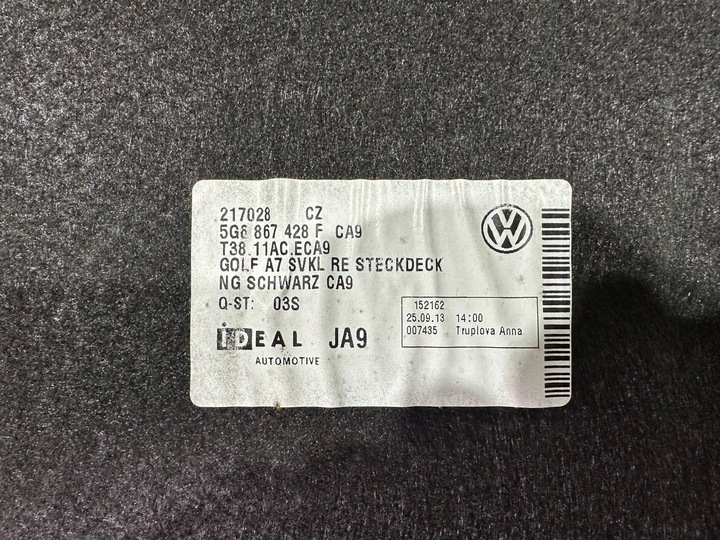 217028 CZ
5G6 867 428 F CA9
T38.11AC.ECA9
GOLF A7 SVKL RE STECKDECK
NG SCHWARZ CA9
Q-ST: 03S
152162
25.09.13 14:00
007435 Truplova Anna
iDEAL JA9
AUTOMOTIVE